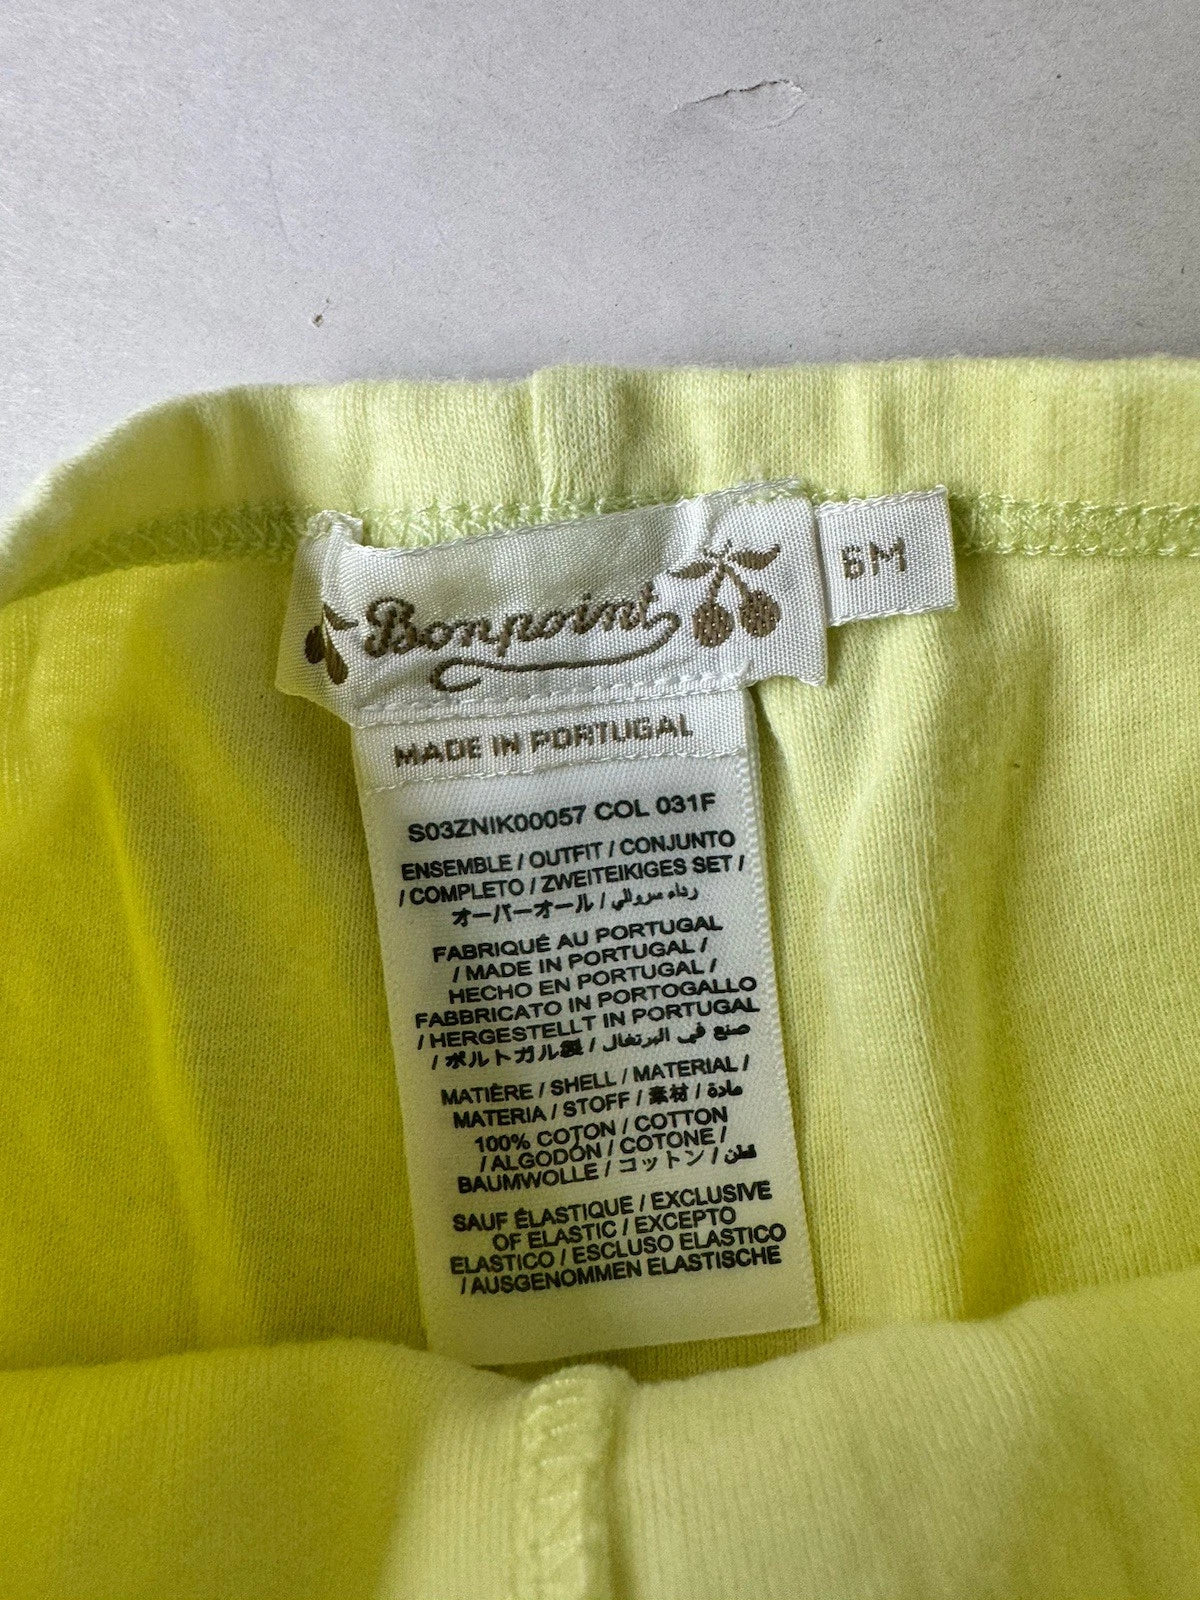 Bonpoint
6M
MADE IN PORTUGAL
S03ZNIK00057 COL 031F
ENSEMBLE / OUTFIT / CONJUNTO
/ COMPLETO / ZWEITEIKIGES SET /
オーバーオール / رداء سروالي
FABRIQUÉ AU PORTUGAL
/ MADE IN PORTUGAL /
HECHO EN PORTUGAL /
FABBRICATO IN PORTOGALLO
/ HERGESTELLT IN PORTUGAL
/ ポルトガル製 / صنع في البرتغال
MATIÈRE / SHELL / MATERIAL /
MATERIA / STOFF / 素材 / مادة
100% COTON / COTTON
/ ALGODÓN / COTONE /
BAUMWOLLE / コットン / قطن
SAUF ÉLASTIQUE / EXCLUSIVE
OF ELASTIC / EXCEPTO
ELASTICO / ESCLUSO ELASTICO
/ AUSGENOMMEN ELASTISCHE